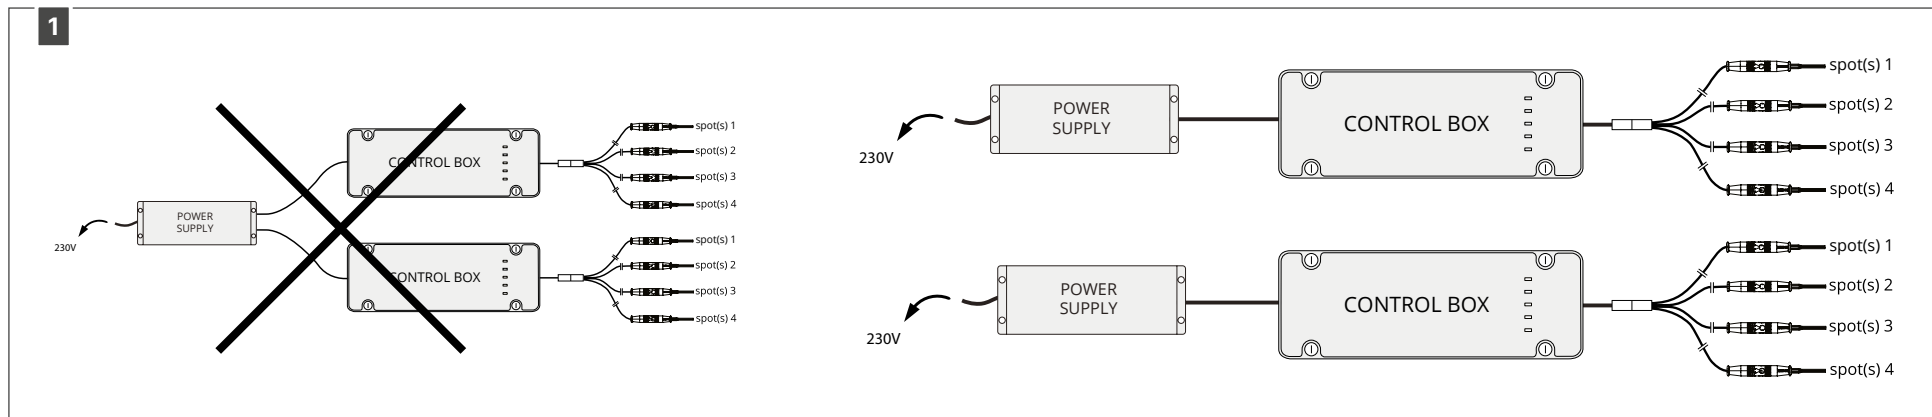 1
CONTROL BOX
spot(s) 1
spot(s) 2
spot(s) 3
spot(s) 4
POWER
SUPPLY
230V
CONTROL BOX
spot(s) 1
spot(s) 2
spot(s) 3
spot(s) 4
POWER
SUPPLY
230V
CONTROL BOX
spot(s) 1
spot(s) 2
spot(s) 3
spot(s) 4
POWER
SUPPLY
230V
CONTROL BOX
spot(s) 1
spot(s) 2
spot(s) 3
spot(s) 4